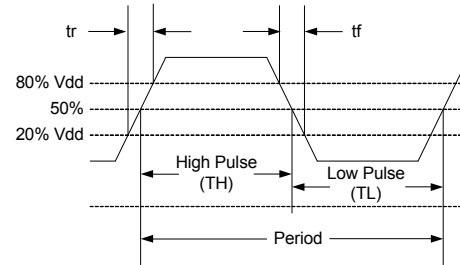 tr
tf
80% Vdd
50%
20% Vdd
High Pulse
(TH)
Low Pulse
(TL)
Period